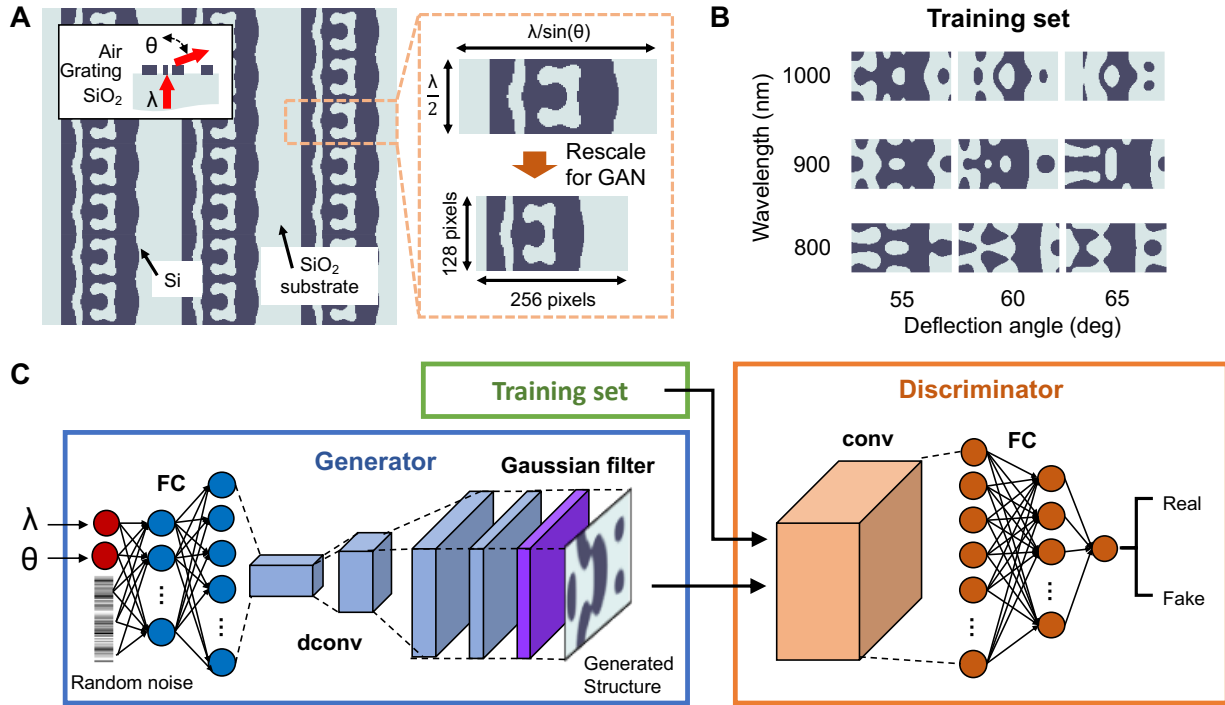 A
θ
Air
Grating
SiO₂
λ
Si
SiO₂
substrate
λ/sin(θ)
λ
2
Rescale
for GAN
128 pixels
256 pixels
B
Training set
Wavelength (nm)
1000
900
800
55
60
65
Deflection angle (deg)
C
Training set
Generator
FC
Gaussian filter
λ
θ
...
...
dconv
Random noise
Generated
Structure
Discriminator
conv
FC
...
...
Real
Fake